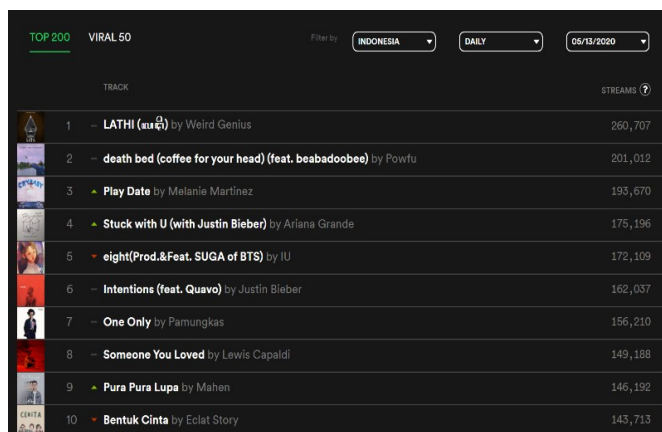 TOP 200 VIRAL 50 Filter by INDONESIA DAILY 05/13/2020
TRACK STREAMS ?
1 – LATHI (ꦭꦛꦶ) by Weird Genius 260,707
2 – death bed (coffee for your head) (feat. beabadoobee) by Powfu 201,012
3 Play Date by Melanie Martinez 193,670
4 Stuck with U (with Justin Bieber) by Ariana Grande 175,196
5 eight(Prod.&Feat. SUGA of BTS) by IU 172,109
6 – Intentions (feat. Quavo) by Justin Bieber 162,037
7 – One Only by Pamungkas 156,210
8 – Someone You Loved by Lewis Capaldi 149,188
9 Pura Pura Lupa by Mahen 146,192
CERITA
10 Bentuk Cinta by Eclat Story 143,713